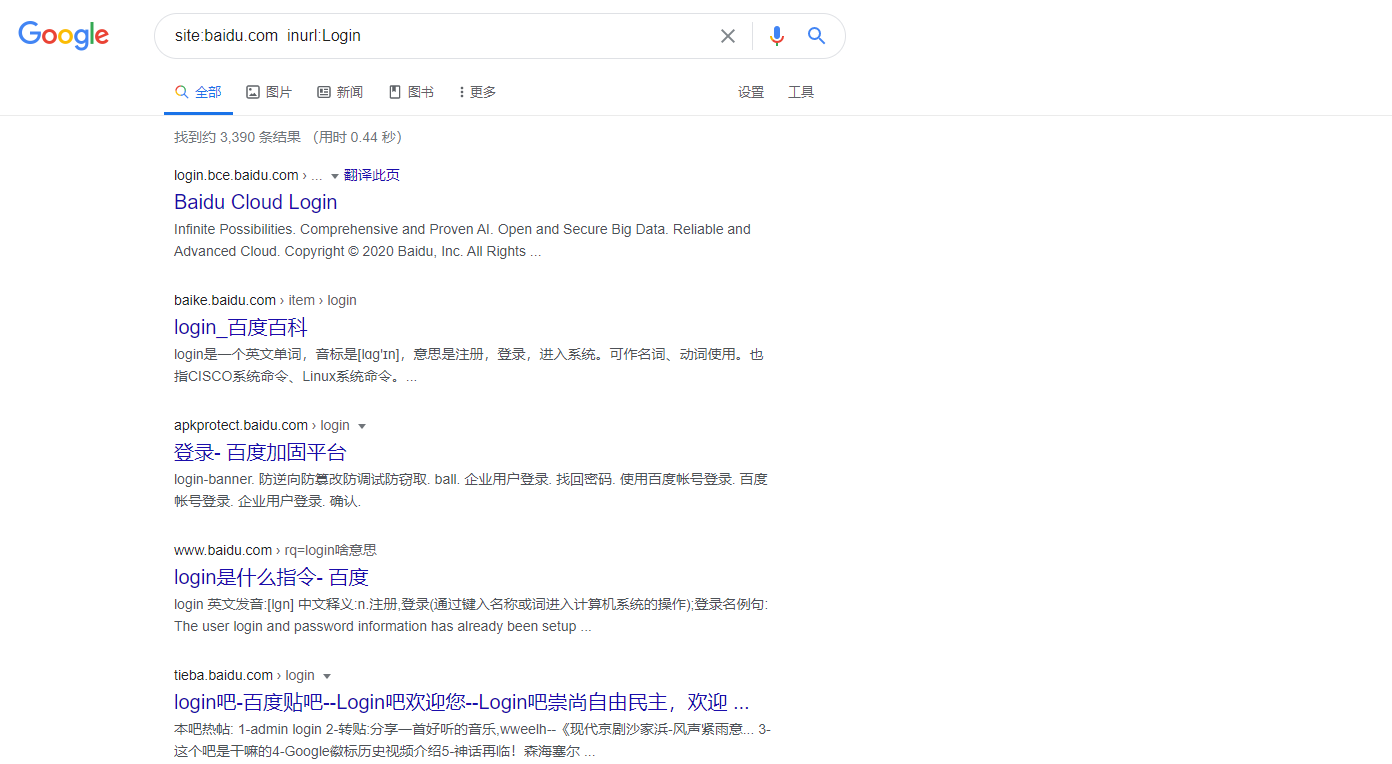 Google
site:baidu.com  inurl:Login
全部 图片 新闻 图书 更多 设置 工具
找到约 3,390 条结果 （用时 0.44 秒）
login.bce.baidu.com › ... 翻译此页
Baidu Cloud Login
Infinite Possibilities. Comprehensive and Proven AI. Open and Secure Big Data. Reliable and
Advanced Cloud. Copyright © 2020 Baidu, Inc. All Rights ...
baike.baidu.com › item › login
login_百度百科
login是一个英文单词，音标是[lɑg'ɪn]，意思是注册，登录，进入系统。可作名词、动词使用。也
指CISCO系统命令、Linux系统命令。...
apkprotect.baidu.com › login
登录- 百度加固平台
login-banner. 防逆向防篡改防调试防窃取. ball. 企业用户登录. 找回密码. 使用百度帐号登录. 百度
帐号登录. 企业用户登录. 确认.
www.baidu.com › rq=login啥意思
login是什么指令- 百度
login 英文发音:[lgn] 中文释义:n.注册,登录(通过键入名称或词进入计算机系统的操作);登录名例句:
The user login and password information has already been setup ...
tieba.baidu.com › login
login吧-百度贴吧--Login吧欢迎您--Login吧崇尚自由民主，欢迎 ...
本吧热帖: 1-admin login 2-转贴:分享一首好听的音乐,wweelh--《现代京剧沙家浜-风声紧雨意... 3-
这个吧是干嘛的4-Google徽标历史视频介绍5-神话再临！森海塞尔 ...